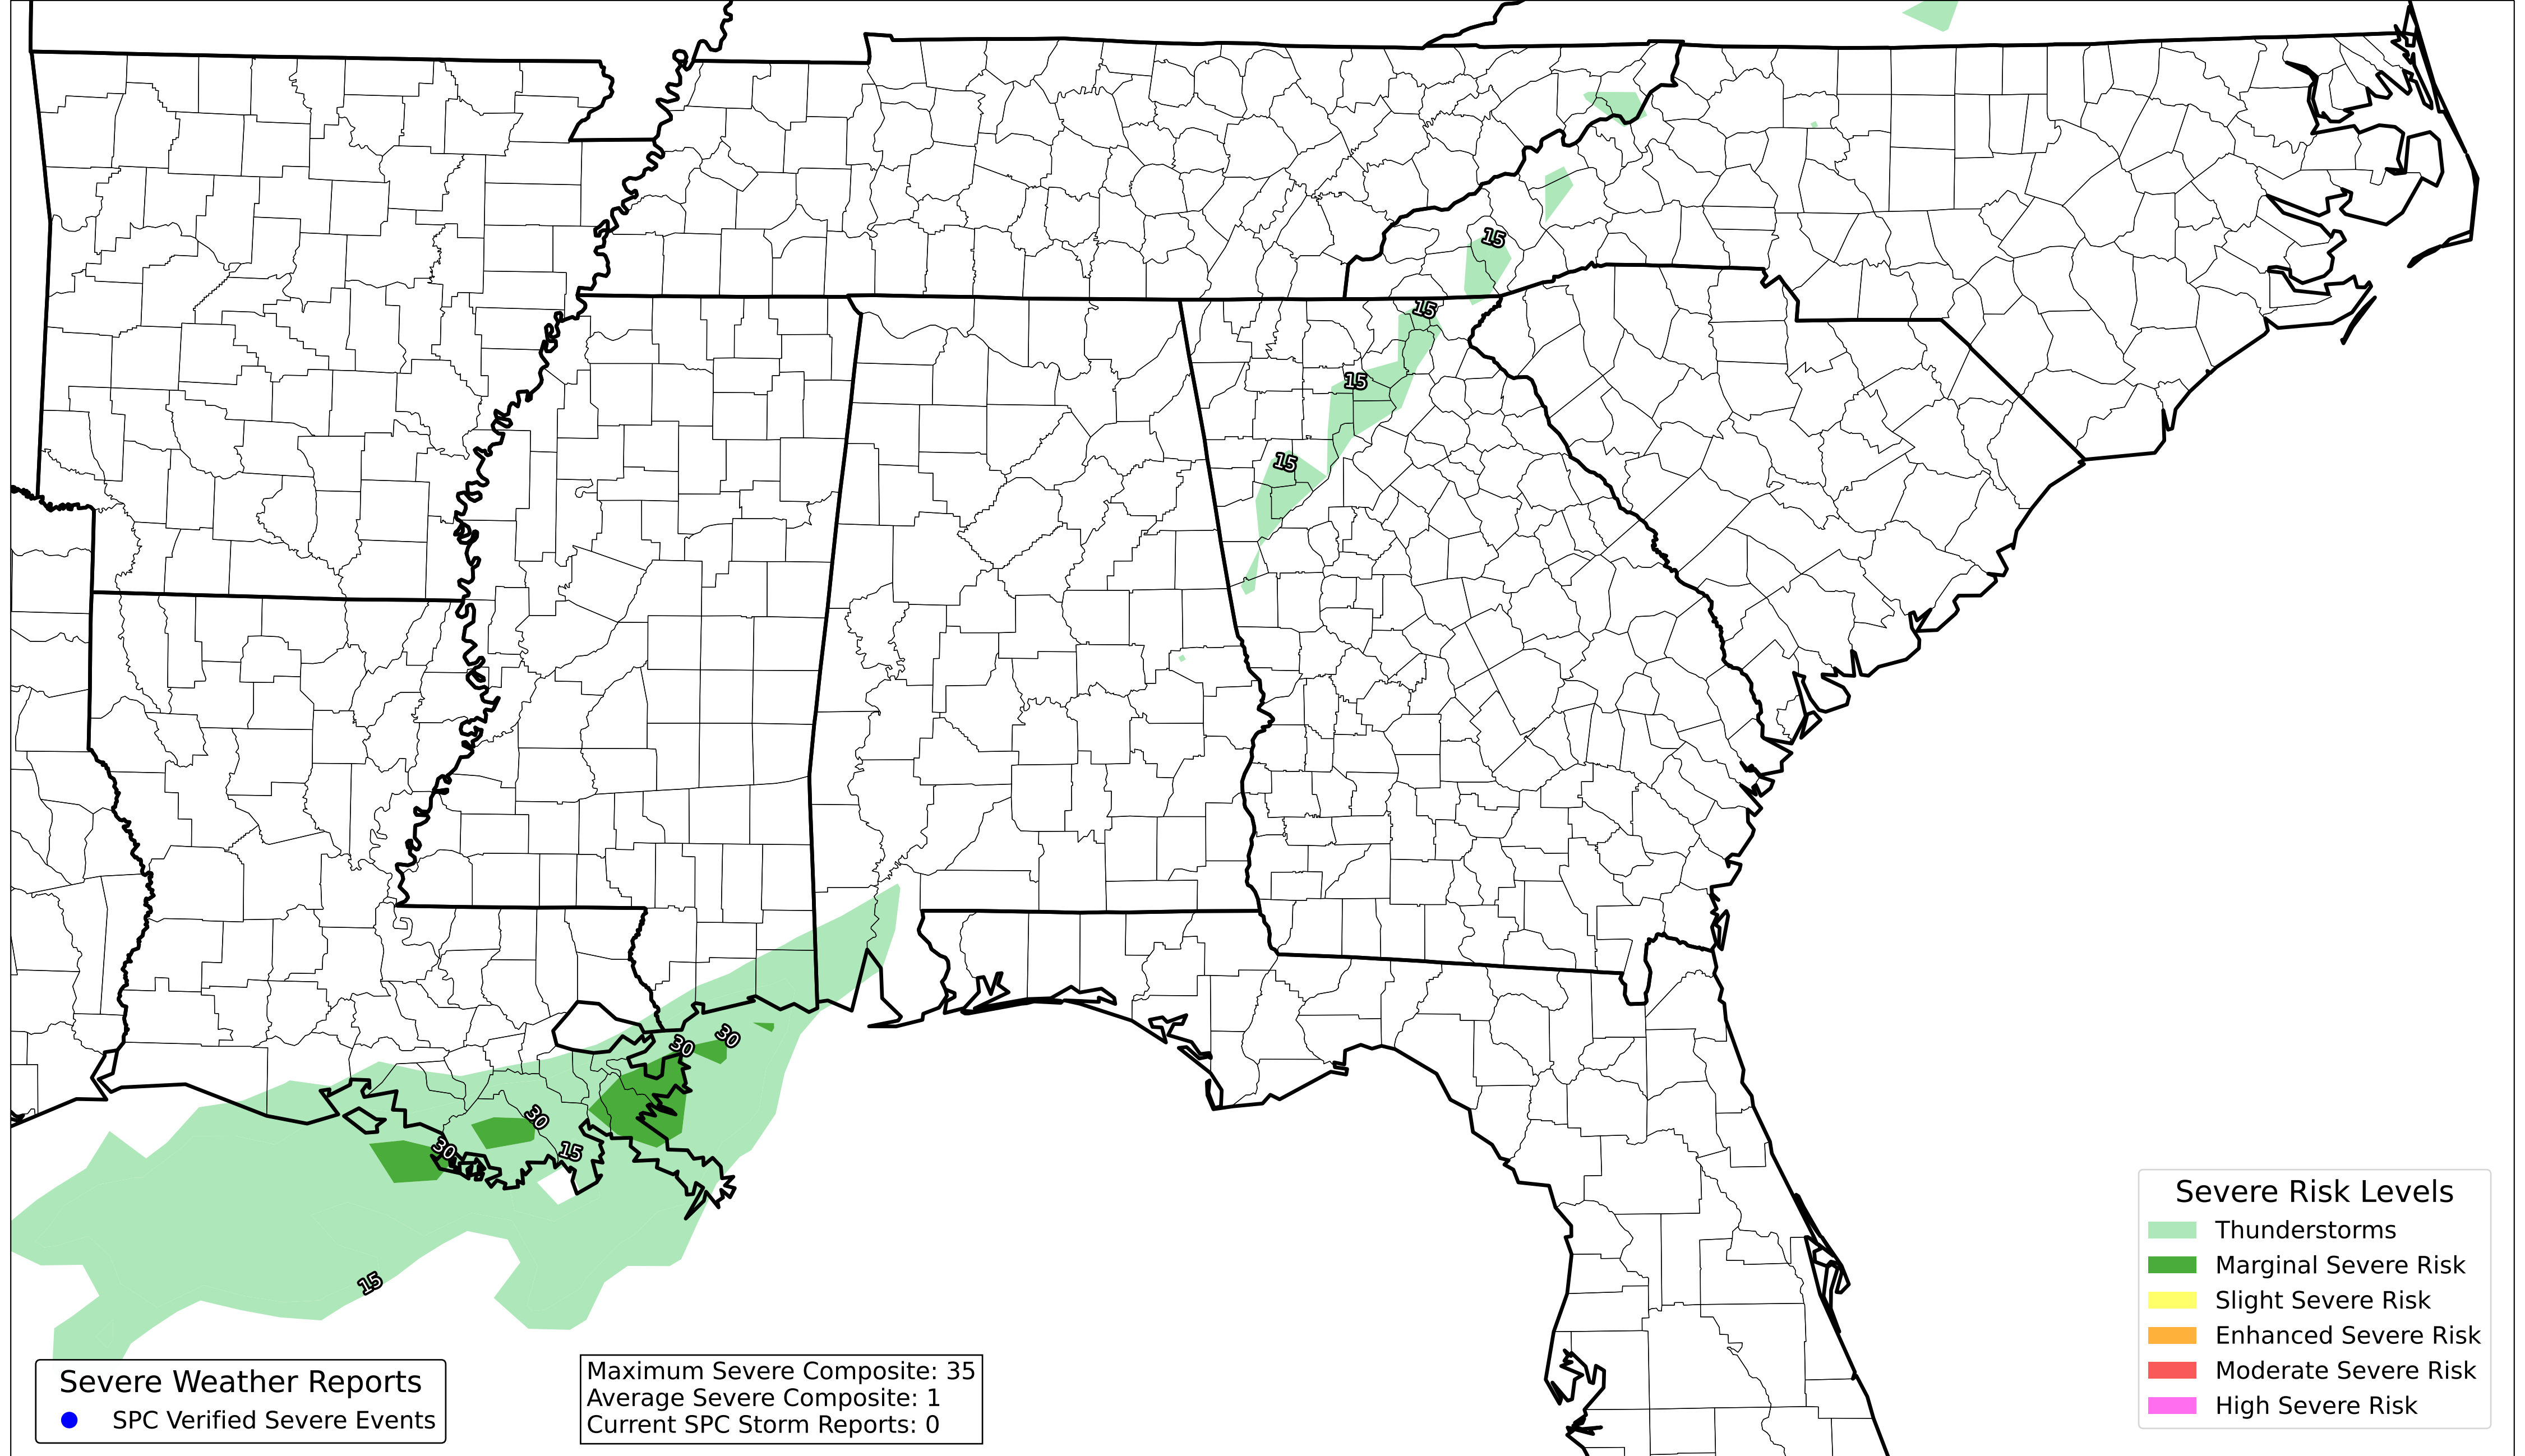 15
15
15
15
30
30
30
15
30
15
Severe Risk Levels
Thunderstorms
Marginal Severe Risk
Slight Severe Risk
Enhanced Severe Risk
Moderate Severe Risk
High Severe Risk
Severe Weather Reports
SPC Verified Severe Events
Maximum Severe Composite: 35
Average Severe Composite: 1
Current SPC Storm Reports: 0